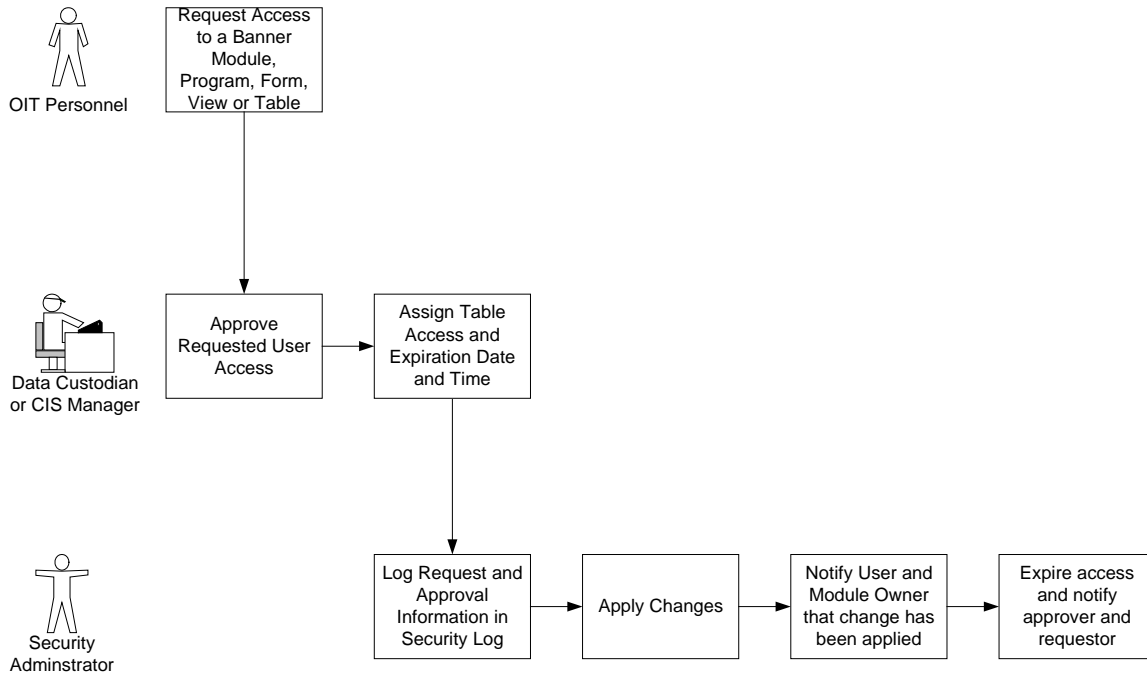 OIT Personnel
Request Access
to a Banner
Module,
Program, Form,
View or Table
Data Custodian
or CIS Manager
Approve
Requested User
Access
Assign Table
Access and
Expiration Date
and Time
Security
Adminstrator
Log Request and
Approval
Information in
Security Log
Apply Changes
Notify User and
Module Owner
that change has
been applied
Expire access
and notify
approver and
requestor